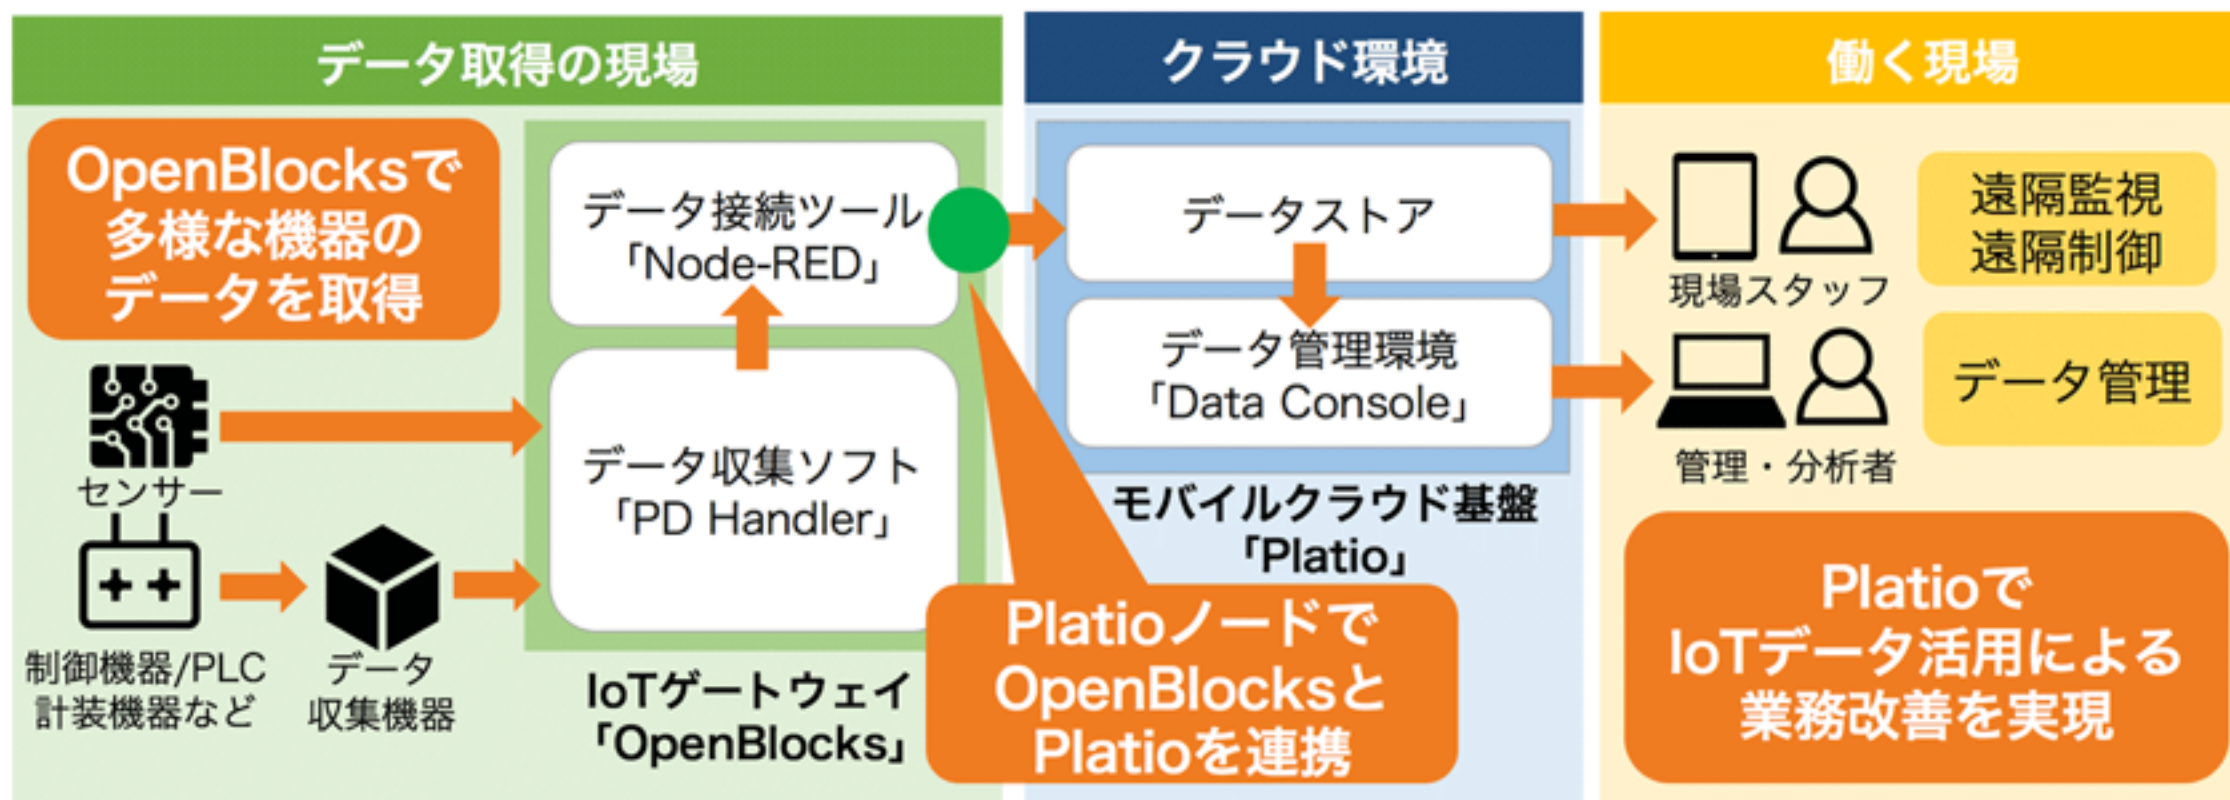 データ取得の現場
OpenBlocksで
多様な機器の
データを取得
センサー
制御機器/PLC
計装機器など
データ
収集機器
データ接続ツール
「Node-RED」
データ収集ソフト
「PD Handler」
IoTゲートウェイ
「OpenBlocks」
Platioノードで
OpenBlocksと
Platioを連携
クラウド環境
データストア
データ管理環境
「Data Console」
モバイルクラウド基盤
「Platio」
働く現場
現場スタッフ
遠隔監視
遠隔制御
管理・分析者
データ管理
Platioで
IoTデータ活用による
業務改善を実現